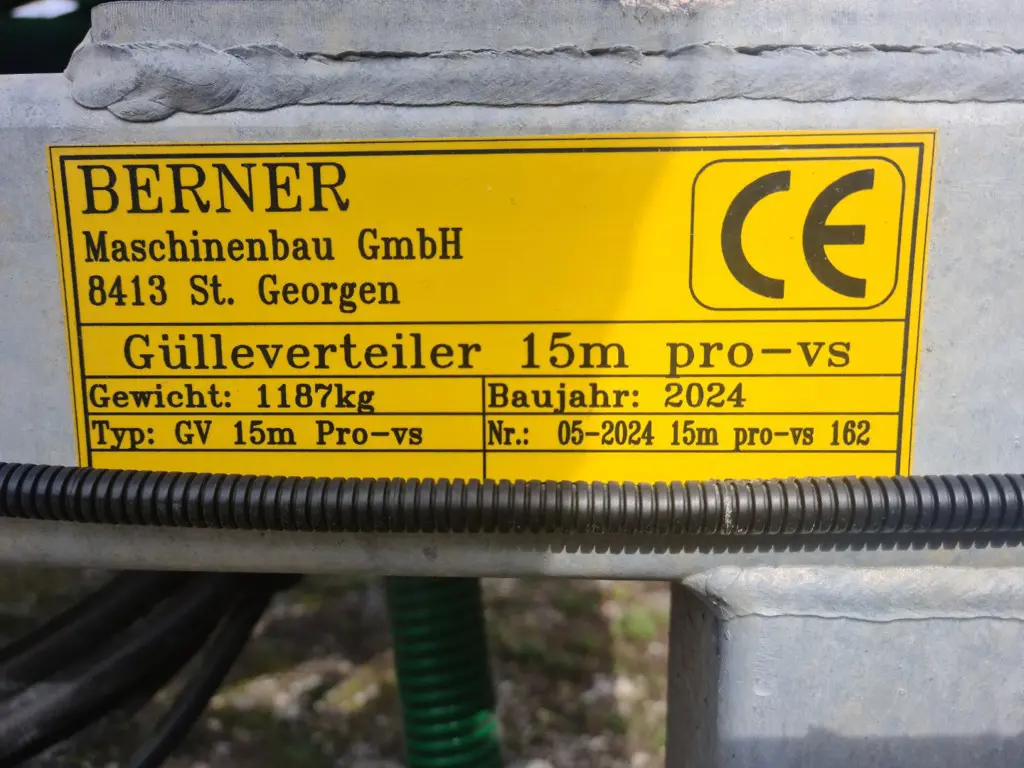 BERNER
Maschinenbau GmbH
8413 St. Georgen
CE
Gülleverteiler 15m pro-vs
Gewicht: 1187kg
Baujahr: 2024
Typ: GV 15m Pro-vs
Nr.: 05-2024 15m pro-vs 162